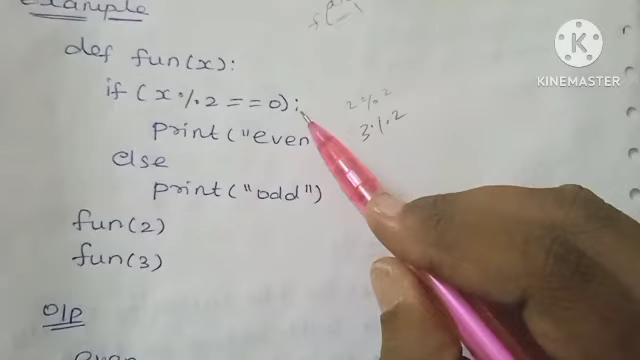 example
def fun(x):
if (x%2==0):
2%2
print("even
3%2
else
print("odd")
fun(2)
fun(3)
O/P
even
KINEMASTER